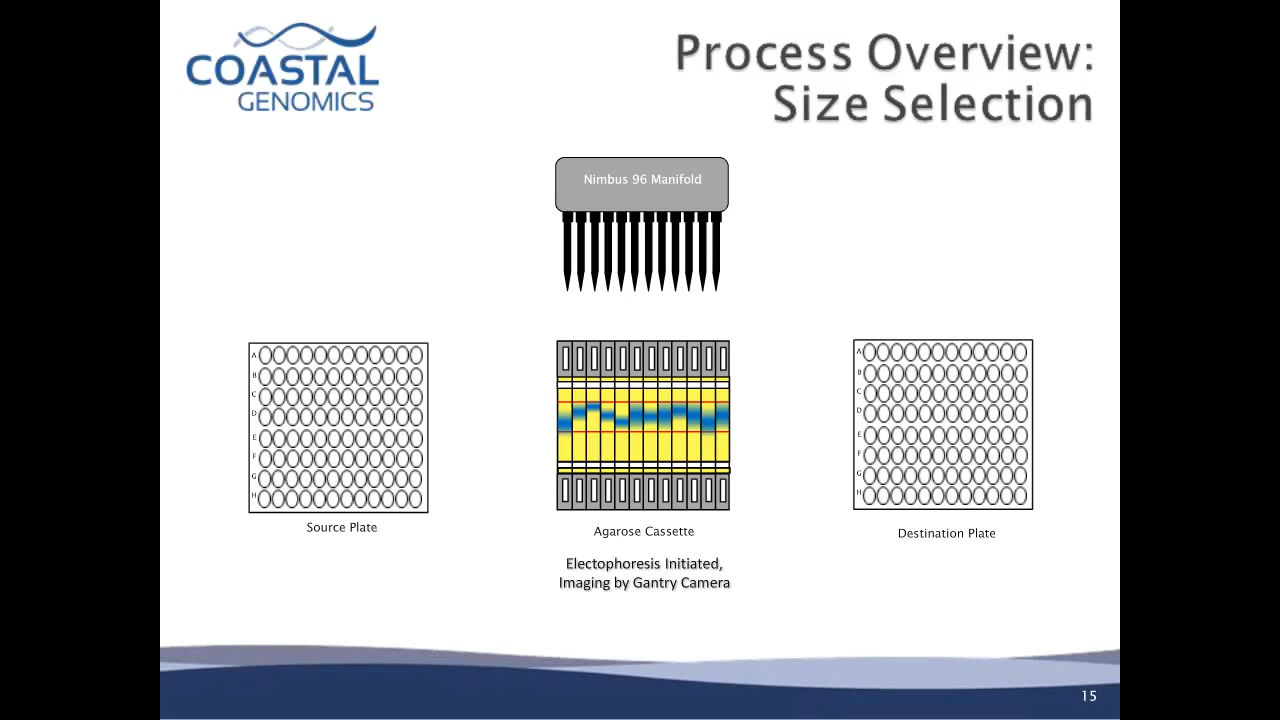 COASTAL
GENOMICS
Process Overview:
Size Selection
Nimbus 96 Manifold
A
B
C
D
E
F
G
H
A
B
C
D
E
F
G
H
Source Plate
Agarose Cassette
Destination Plate
Electophoresis Initiated,
Imaging by Gantry Camera
15